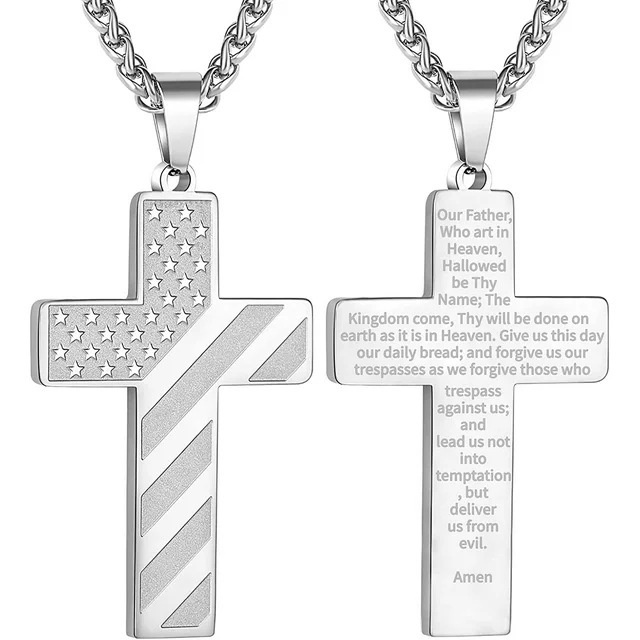 Our Father,
Who art in
Heaven,
Hallowed
be Thy
Name; The
Kingdom come, Thy will be done on
earth as it is in Heaven. Give us this day
our daily bread; and forgive us our
trespasses as we forgive those who
trespass
against us;
and
lead us not
into
temptation
, but
deliver
us from
evil.
Amen